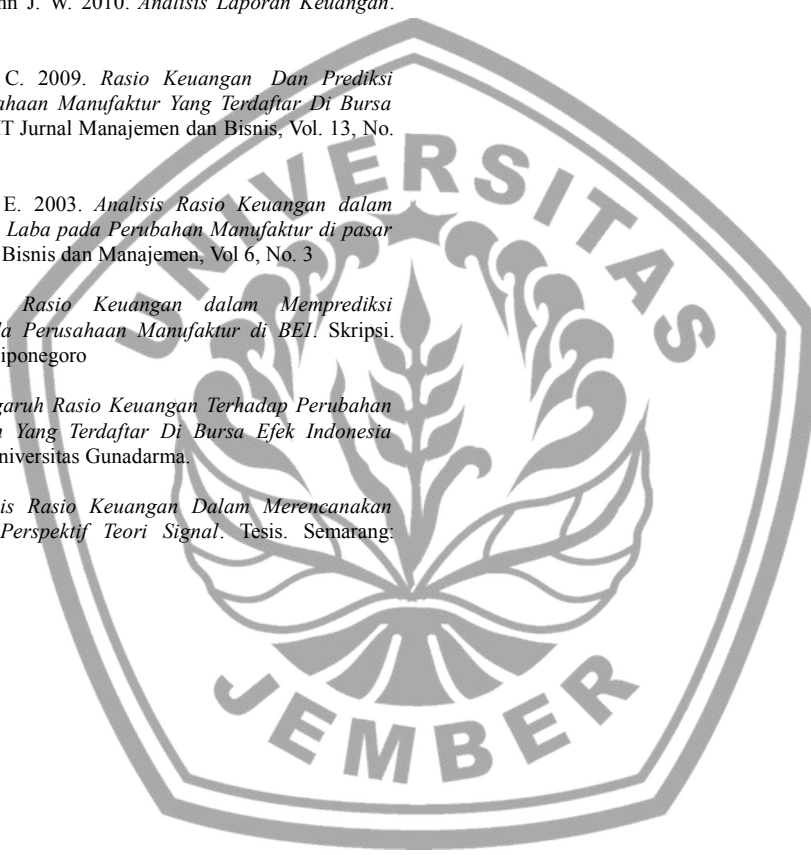 J. W. 2010. Analisis Laporan Keuangan.
C. 2009. Rasio Keuangan Dan Prediksi
ahaan Manufaktur Yang Terdaftar Di Bursa
IT Jurnal Manajemen dan Bisnis, Vol. 13, No.
E. 2003. Analisis Rasio Keuangan dalam
Laba pada Perubahan Manufaktur di pasar
Bisnis dan Manajemen, Vol 6, No. 3
Rasio Keuangan dalam Memprediksi
Perusahaan Manufaktur di BEI. Skripsi.
iponegoro
garuh Rasio Keuangan Terhadap Perubahan
Yang Terdaftar Di Bursa Efek Indonesia
niversitas Gunadarma.
is Rasio Keuangan Dalam Merencanakan
Perspektif Teori Signal. Tesis. Semarang:
UNIVERSITAS
JEMBER